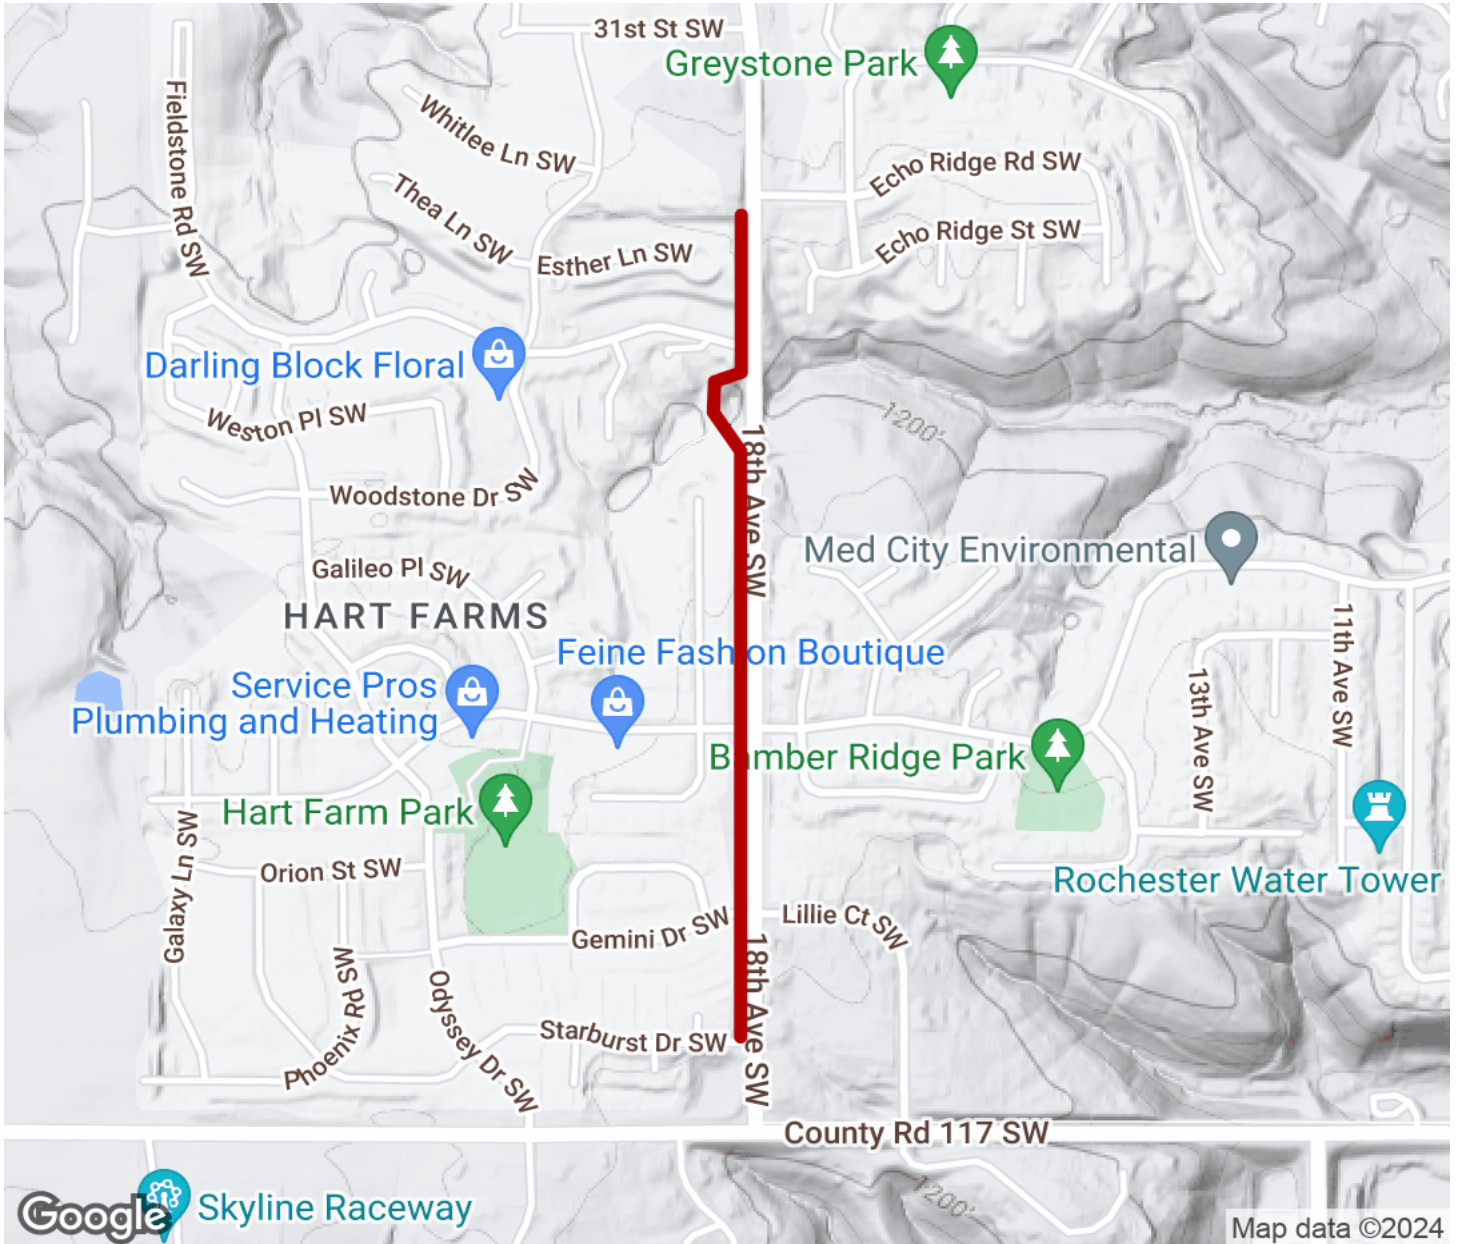 31st St SW
Greystone Park
Fieldstone Rd SW
Whitlee Ln SW
Echo Ridge Rd SW
Thea Ln SW
Esther Ln SW
Echo Ridge St SW
Darling Block Floral
Weston Pl SW
1200'
18th Ave SW
Woodstone Dr SW
Med City Environmental
Galileo Pl SW
HART FARMS
11th Ave SW
Feine Fashion Boutique
Service Pros
Plumbing and Heating
13th Ave SW
Bamber Ridge Park
Hart Farm Park
Galaxy Ln SW
Orion St SW
Rochester Water Tower
Gemini Dr SW
Lillie Ct SW
18th Ave SW
Phoenix Rd SW
Odyssey Dr SW
Starburst Dr SW
County Rd 117 SW
1200'
Skyline Raceway
Google
Map data ©2024